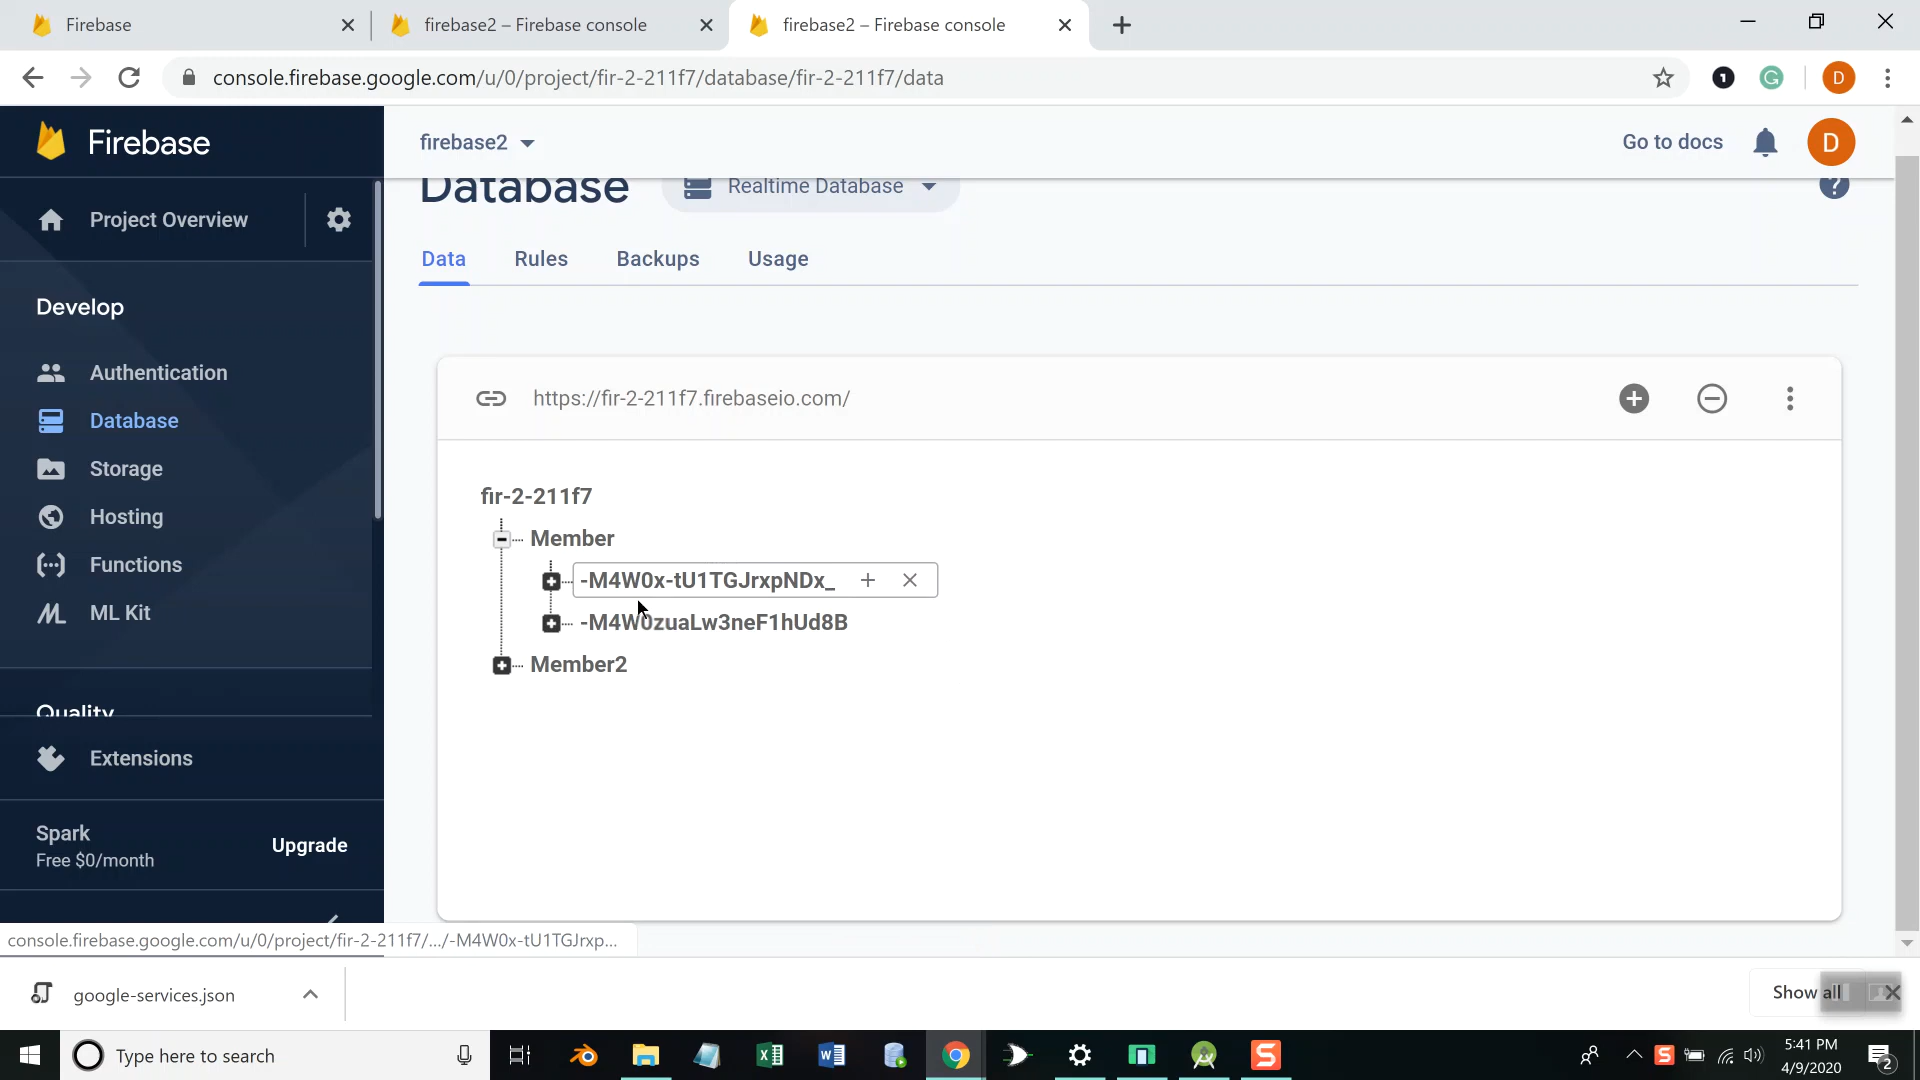 Firebase
firebase2 – Firebase console
firebase2 – Firebase console
console.firebase.google.com/u/0/project/fir-2-211f7/database/fir-2-211f7/data
D
Firebase
firebase2
Go to docs
D
Project Overview
Database
Realtime Database
?
Data
Rules
Backups
Usage
Develop
Authentication
Database
Storage
Hosting
Functions
ML Kit
Quality
Extensions
Spark
Free $0/month
Upgrade
https://fir-2-211f7.firebaseio.com/
fir-2-211f7
Member
-M4W0x-tU1TGJrxpNDx_
-M4W0zuaLw3neF1hUd8B
Member2
console.firebase.google.com/u/0/project/fir-2-211f7/.../-M4W0x-tU1TGJrxp...
google-services.json
Show all
Type here to search
5:41 PM
4/9/2020
2